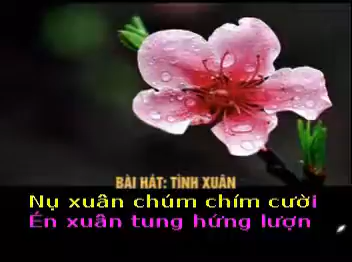 BÀI HÁT: TÌNH XUÂN
Nụ xuân chúm chím cười
Én xuân tung hứng lượn